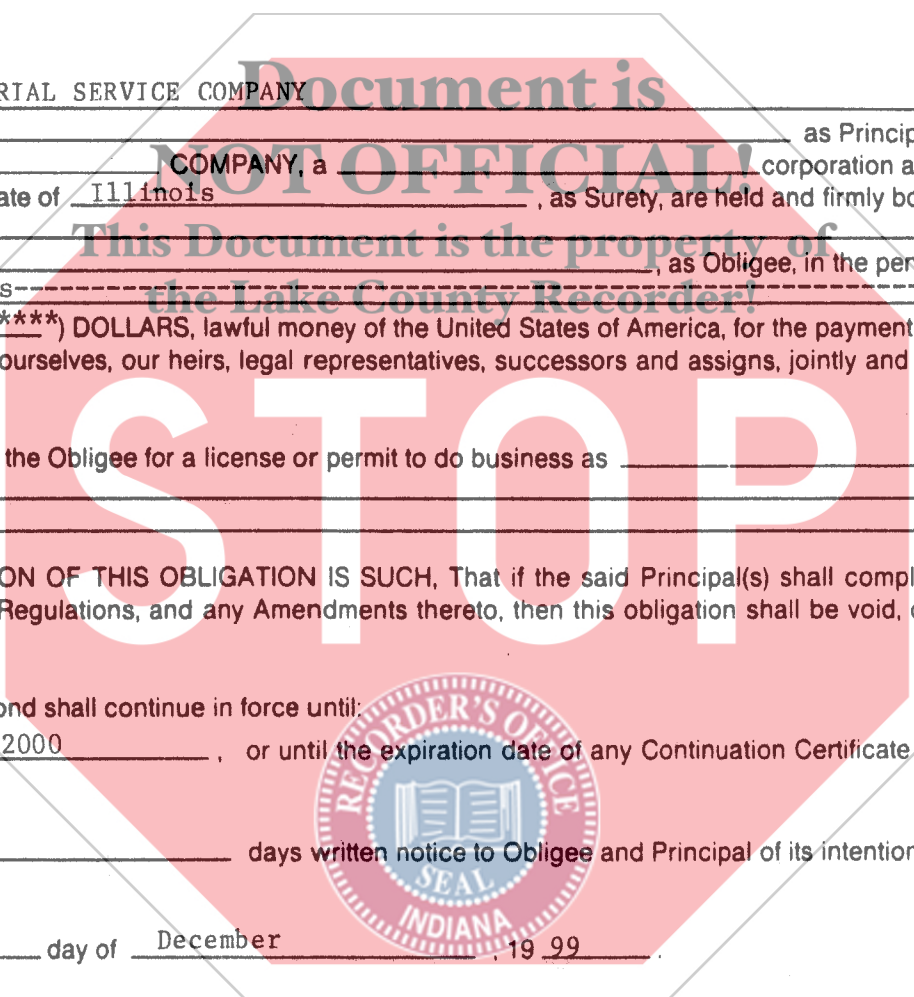 Document is
RIAL SERVICE COMPANY
as Princip
NOT OFFICIAL!
COMPANY, a corporation a
ate of Illinois , as Surety, are held and firmly bo
This Document is the property of
, as Obligee, in the pen
s------------------------------------------------------------
the Lake County Recorder!
****) DOLLARS, lawful money of the United States of America, for the payment
ourselves, our heirs, legal representatives, successors and assigns, jointly and
STOP
the Obligee for a license or permit to do business as
ON OF THIS OBLIGATION IS SUCH, That if the said Principal(s) shall compl
Regulations, and any Amendments thereto, then this obligation shall be void, o
ond shall continue in force until:
2000 , or until the expiration date of any Continuation Certificate
days written notice to Obligee and Principal of its intention
RECORDER'S OFFICE
SEAL
INDIANA
day of December , 19 99 .